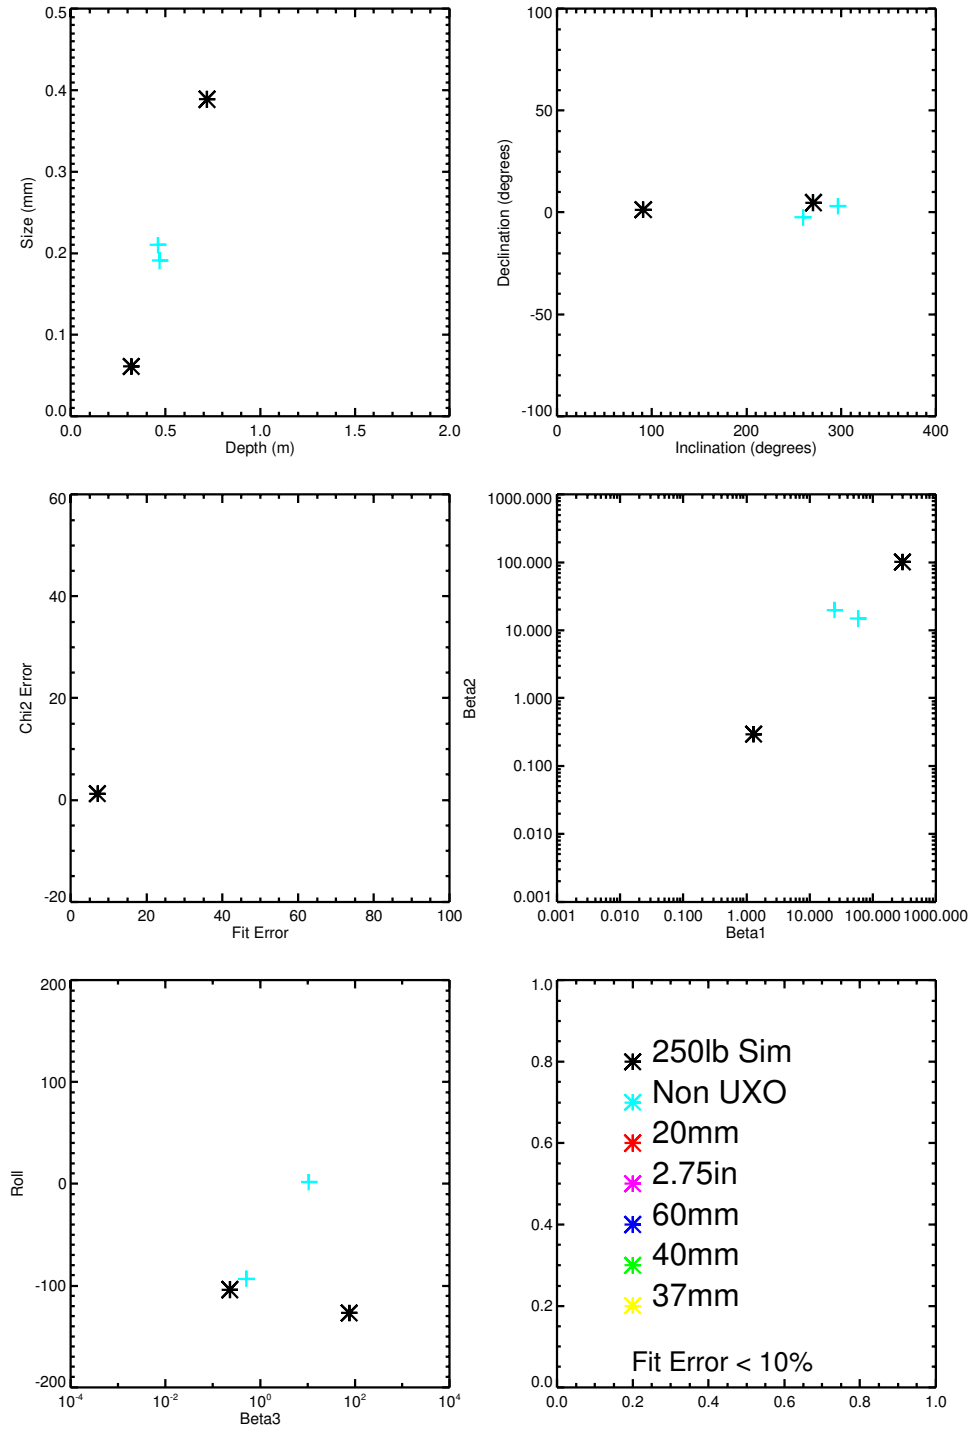 0.5
0.4
0.3
0.2
0.1
0.0
Size (mm)
0.0 0.5 1.0 1.5 2.0
Depth (m)
100
50
0
-50
-100
Declination (degrees)
0 100 200 300 400
Inclination (degrees)
60
40
20
0
-20
Chi2 Error
0 20 40 60 80 100
Fit Error
1000.000
100.000
10.000
1.000
0.100
0.010
0.001
Beta2
0.001 0.010 0.100 1.000 10.000 100.000 1000.000
Beta1
200
100
0
-100
-200
Roll
10^-4 10^-2 10^0 10^2 10^4
Beta3
1.0
0.8
0.6
0.4
0.2
0.0
250lb Sim
Non UXO
20mm
2.75in
60mm
40mm
37mm
Fit Error < 10%
0.0 0.2 0.4 0.6 0.8 1.0